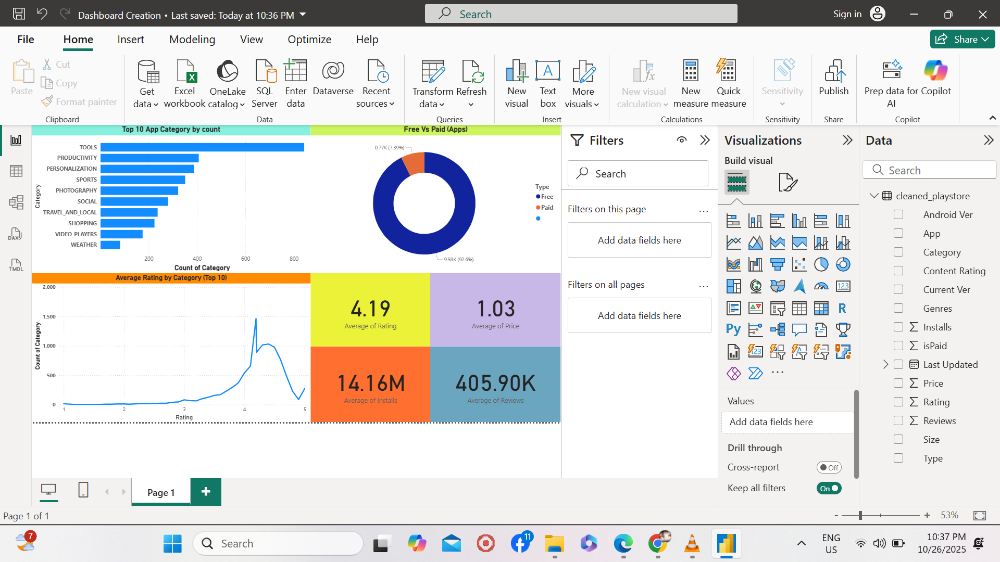 Dashboard Creation • Last saved: Today at 10:36 PM
Search
Sign in
File
Home
Insert
Modeling
View
Optimize
Help
Share
Paste
Cut
Copy
Format painter
Clipboard
Get data
Excel workbook
OneLake catalog
SQL Server
Enter data
Dataverse
Recent sources
Data
Transform data
Refresh
Queries
New visual
Text box
More visuals
Insert
New visual calculation
New measure
Quick measure
Calculations
Sensitivity
Sensitivity
Publish
Share
Prep data for AI
Copilot
Copilot
DAX
TMDL
Top 10 App Category by count
Category
TOOLS
PRODUCTIVITY
PERSONALIZATION
SPORTS
PHOTOGRAPHY
SOCIAL
TRAVEL_AND_LOCAL
SHOPPING
VIDEO_PLAYERS
WEATHER
200 400 600 800
Count of Category
Free Vs Paid (Apps)
0.77K (7.39%)
9.59K (92.6%)
Type
Free
Paid
Average Rating by Category (Top 10)
Count of Category
2,000
1,500
1,000
500
0
1 2 3 4 5
Rating
4.19
Average of Rating
1.03
Average of Price
14.16M
Average of Installs
405.90K
Average of Reviews
Filters
Search
Filters on this page
...
Add data fields here
Filters on all pages
...
Add data fields here
Visualizations
Build visual
123
R
Py
123
...
Values
Add data fields here
Drill through
Cross-report
Off
Keep all filters
On
Data
Search
cleaned_playstore
Android Ver
App
Category
Content Rating
Current Ver
Genres
∑ Installs
∑ isPaid
Last Updated
∑ Price
∑ Rating
∑ Reviews
Size
Type
Page 1
+
Page 1 of 1
- + 53%
7
Search
11
ENG
US
10:37 PM
10/26/2025